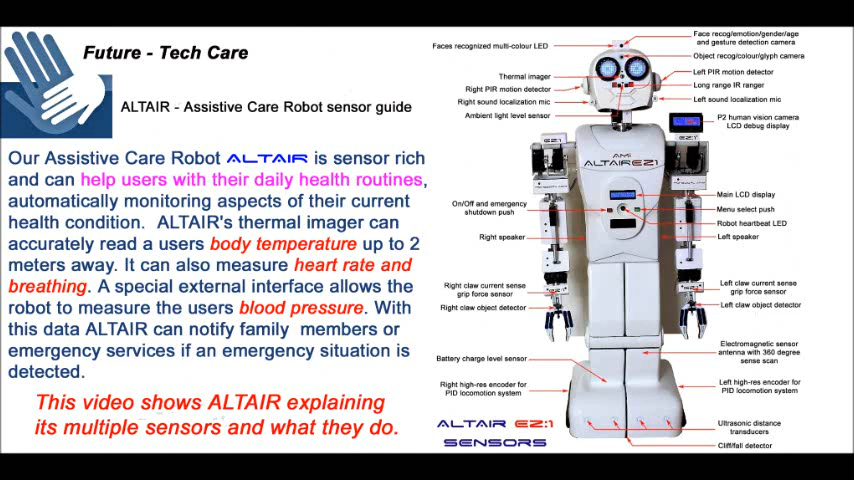 Future - Tech Care
ALTAIR - Assistive Care Robot sensor guide
Our Assistive Care Robot ALTAIR is sensor rich
and can help users with their daily health routines,
automatically monitoring aspects of their current
health condition. ALTAIR's thermal imager can
accurately read a users body temperature up to 2
meters away. It can also measure heart rate and
breathing. A special external interface allows the
robot to measure the users blood pressure. With
this data ALTAIR can notify family members or
emergency services if an emergency situation is
detected.
This video shows ALTAIR explaining
its multiple sensors and what they do.
Faces recognized multi-colour LED
Thermal imager
Right PIR motion detector
Right sound localization mic
Ambient light level sensor
On/Off and emergency
shutdown push
Right speaker
Right claw current sense
grip force sensor
Right claw object detector
Battery charge level sensor
Right high-res encoder for
PID locomotion system
Face recog/emotion/gender/age
and gesture detection camera
Object recog/colour/glyph camera
Left PIR motion detector
Long range IR ranger
Left sound localization mic
P2 human vision camera
LCD debug display
Main LCD display
Menu select push
Robot heartbeat LED
Left speaker
Left claw current sense
grip force sensor
Left claw object detector
Electromagnetic sensor
antenna with 360 degree
sense scan
Left high-res encoder for
PID locomotion system
Ultrasonic distance
transducers
Cliff/fall detector
EZ:1
EZ:1
AMI
ALTAIR EZ1
ALTAIR EZ:1
SENSORS